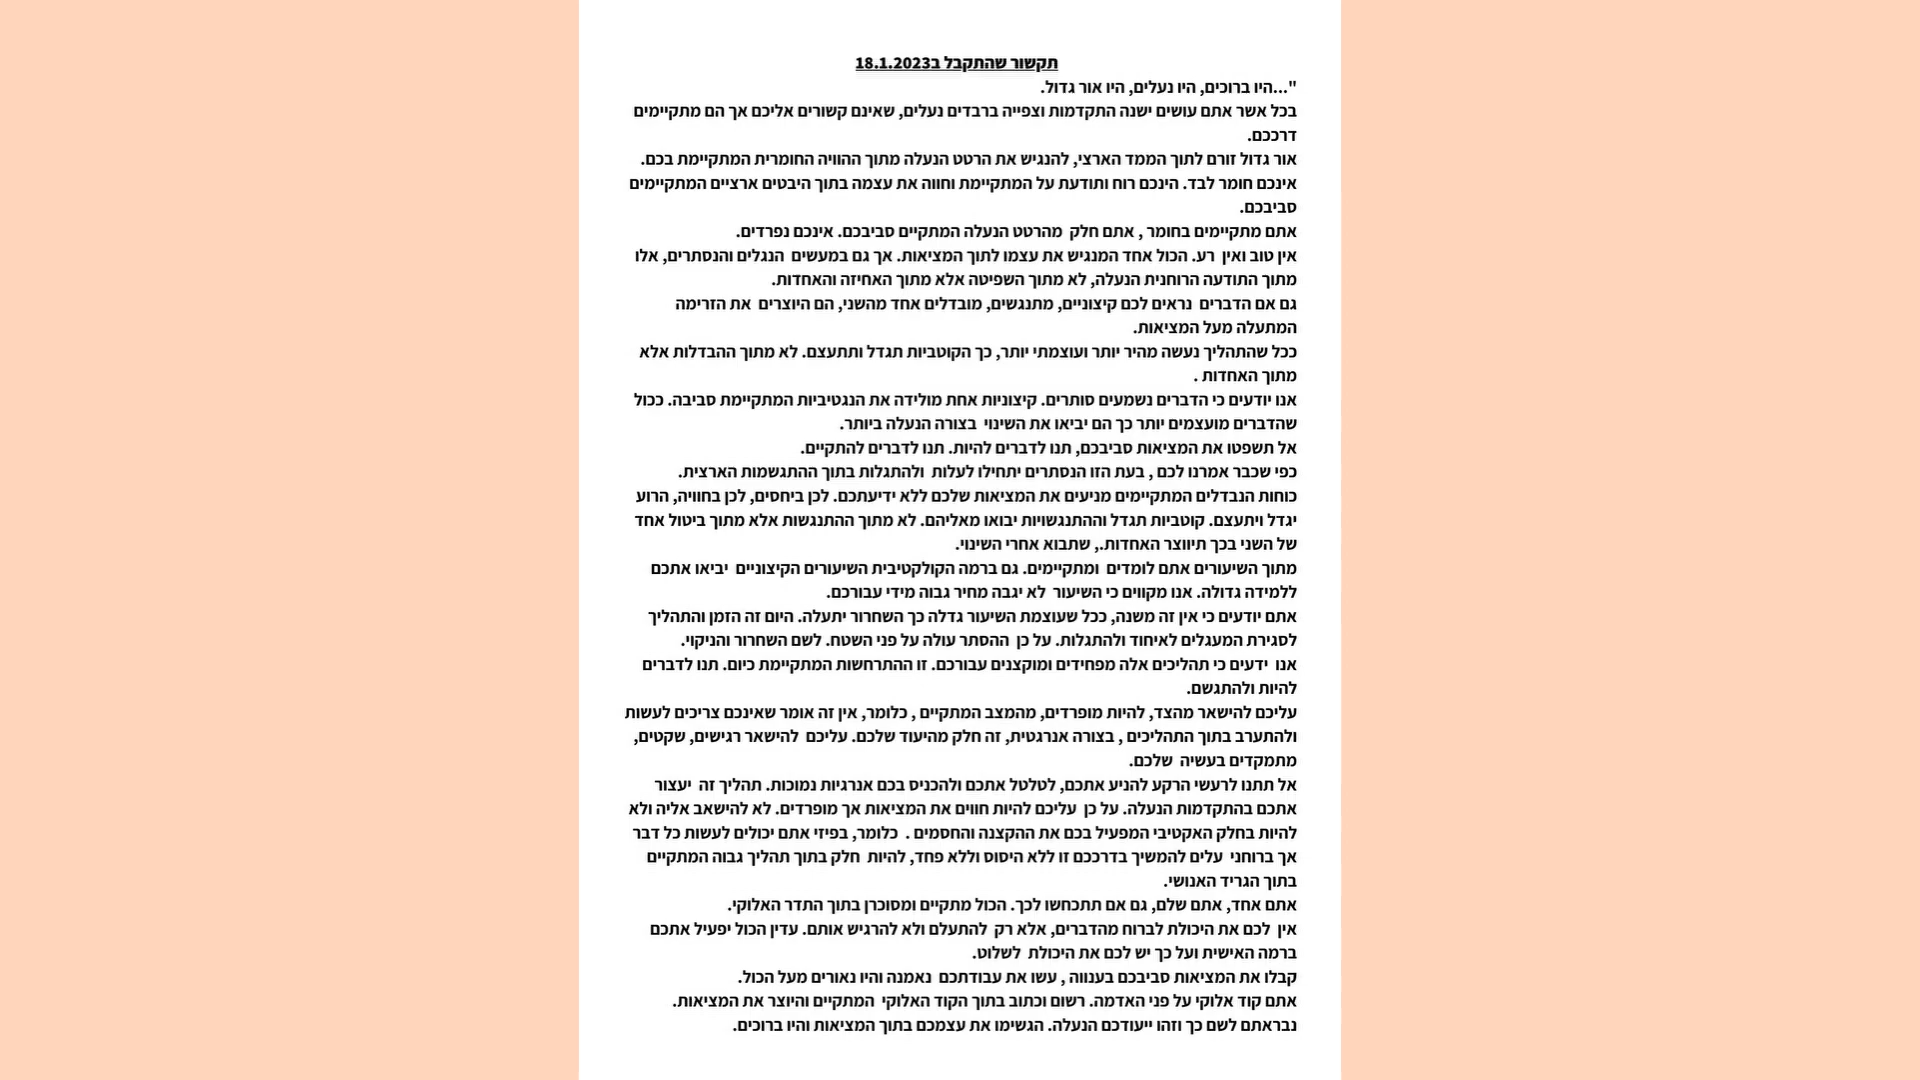 תקשור שהתקבל ב18.1.2023
"...היו ברוכים, היו נעלים, היו אור גדול.
בכל אשר אתם עושים ישנה התקדמות וצפייה ברבדים נעלים, שאינם קשורים אליכם אך הם מתקיימים
דרככם.
אור גדול זורם לתוך הממד הארצי, להנגיש את הרטט הנעלה מתוך ההוויה החומרית המתקיימת בכם.
אינכם חומר לבד. הינכם רוח ותודעת על המתקיימת וחווה את עצמה בתוך היבטים ארציים המתקיימים
סביבכם.
אתם מתקיימים בחומר , אתם חלק  מהרטט הנעלה המתקיים סביבכם. אינכם נפרדים.
אין טוב ואין  רע. הכול אחד המנגיש את עצמו לתוך המציאות. אך גם במעשים  הנגלים והנסתרים, אלו
מתוך התודעה הרוחנית הנעלה, לא מתוך השפיטה אלא מתוך האחיזה והאחדות.
גם אם הדברים  נראים לכם קיצוניים, מתנגשים, מובדלים אחד מהשני, הם היוצרים  את הזרימה
המתעלה מעל המציאות.
ככל שהתהליך נעשה מהיר יותר ועוצמתי יותר, כך הקוטביות תגדל ותתעצם. לא מתוך ההבדלות אלא
מתוך האחדות .
אנו יודעים כי הדברים נשמעים סותרים. קיצוניות אחת מולידה את הנגטיביות המתקיימת סביבה. ככול
שהדברים מועצמים יותר כך הם יביאו את השינוי  בצורה הנעלה ביותר.
אל תשפטו את המציאות סביבכם, תנו לדברים להיות. תנו לדברים להתקיים.
כפי שכבר אמרנו לכם , בעת הזו הנסתרים יתחילו לעלות  ולהתגלות בתוך ההתגשמות הארצית.
כוחות הנבדלים המתקיימים מניעים את המציאות שלכם ללא ידיעתכם. לכן ביחסים, לכן בחוויה, הרוע
יגדל ויתעצם. קוטביות תגדל וההתנגשויות יבואו מאליהם. לא מתוך ההתנגשות אלא מתוך ביטול אחד
של השני בכך תיווצר האחדות., שתבוא אחרי השינוי.
מתוך השיעורים אתם לומדים  ומתקיימים. גם ברמה הקולקטיבית השיעורים הקיצוניים  יביאו אתכם
ללמידה גדולה. אנו מקווים כי השיעור  לא יגבה מחיר גבוה מידי עבורכם.
אתם יודעים כי אין זה משנה, ככל שעוצמת השיעור גדלה כך השחרור יתעלה. היום זה הזמן והתהליך
לסגירת המעגלים לאיחוד ולהתגלות. על כן  ההסתר עולה על פני השטח. לשם השחרור והניקוי.
אנו  ידעים כי תהליכים אלה מפחידים ומוקצנים עבורכם. זו ההתרחשות המתקיימת כיום. תנו לדברים
להיות ולהתגשם.
עליכם להישאר מהצד, להיות מופרדים, מהמצב המתקיים , כלומר, אין זה אומר שאינכם צריכים לעשות
ולהתערב בתוך התהליכים , בצורה אנרגטית, זה חלק מהיעוד שלכם. עליכם  להישאר רגישים, שקטים,
מתמקדים בעשיה  שלכם.
אל תתנו לרעשי הרקע להניע אתכם, לטלטל אתכם ולהכניס בכם אנרגיות נמוכות. תהליך זה  יעצור
אתכם בהתקדמות הנעלה. על כן  עליכם להיות חווים את המציאות אך מופרדים. לא להישאב אליה ולא
להיות בחלק האקטיבי המפעיל בכם את ההקצנה והחסמים .  כלומר, בפיזי אתם יכולים לעשות כל דבר
אך ברוחני  עלים להמשיך בדרככם זו ללא היסוס וללא פחד, להיות  חלק בתוך תהליך גבוה המתקיים
בתוך הגריד האנושי.
אתם אחד, אתם שלם, גם אם תתכחשו לכך. הכול מתקיים ומסוכרן בתוך התדר האלוקי.
אין  לכם את היכולת לברוח מהדברים, אלא רק  להתעלם ולא להרגיש אותם. עדין הכול יפעיל אתכם
ברמה האישית ועל כך יש לכם את היכולת  לשלוט.
קבלו את המציאות סביבכם בענווה , עשו את עבודתכם  נאמנה והיו נאורים מעל הכול.
אתם קוד אלוקי על פני האדמה. רשום וכתוב בתוך הקוד האלוקי  המתקיים והיוצר את המציאות.
נבראתם לשם כך וזהו ייעודכם הנעלה. הגשימו את עצמכם בתוך המציאות והיו ברוכים.